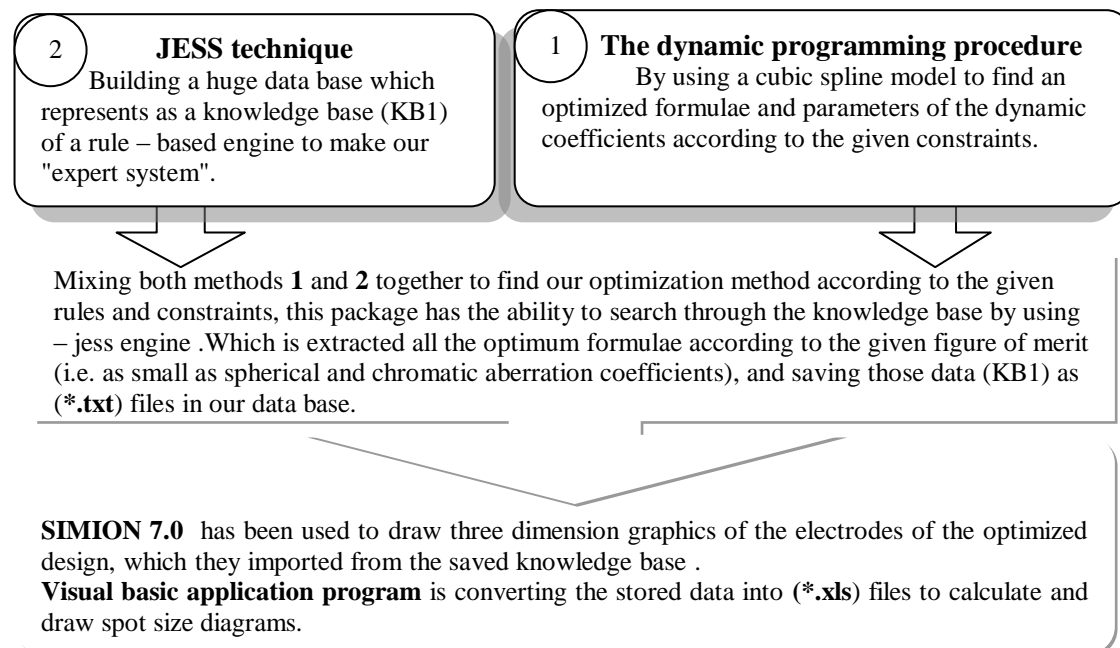 2
JESS technique
Building a huge data base which
represents as a knowledge base (KB1)
of a rule – based engine to make our
"expert system".
1
The dynamic programming procedure
By using a cubic spline model to find an
optimized formulae and parameters of the dynamic
coefficients according to the given constraints.
Mixing both methods 1 and 2 together to find our optimization method according to the given
rules and constraints, this package has the ability to search through the knowledge base by using
– jess engine .Which is extracted all the optimum formulae according to the given figure of merit
(i.e. as small as spherical and chromatic aberration coefficients), and saving those data (KB1) as
(*.txt) files in our data base.
SIMION 7.0 has been used to draw three dimension graphics of the electrodes of the optimized
design, which they imported from the saved knowledge base .
Visual basic application program is converting the stored data into (*.xls) files to calculate and
draw spot size diagrams.